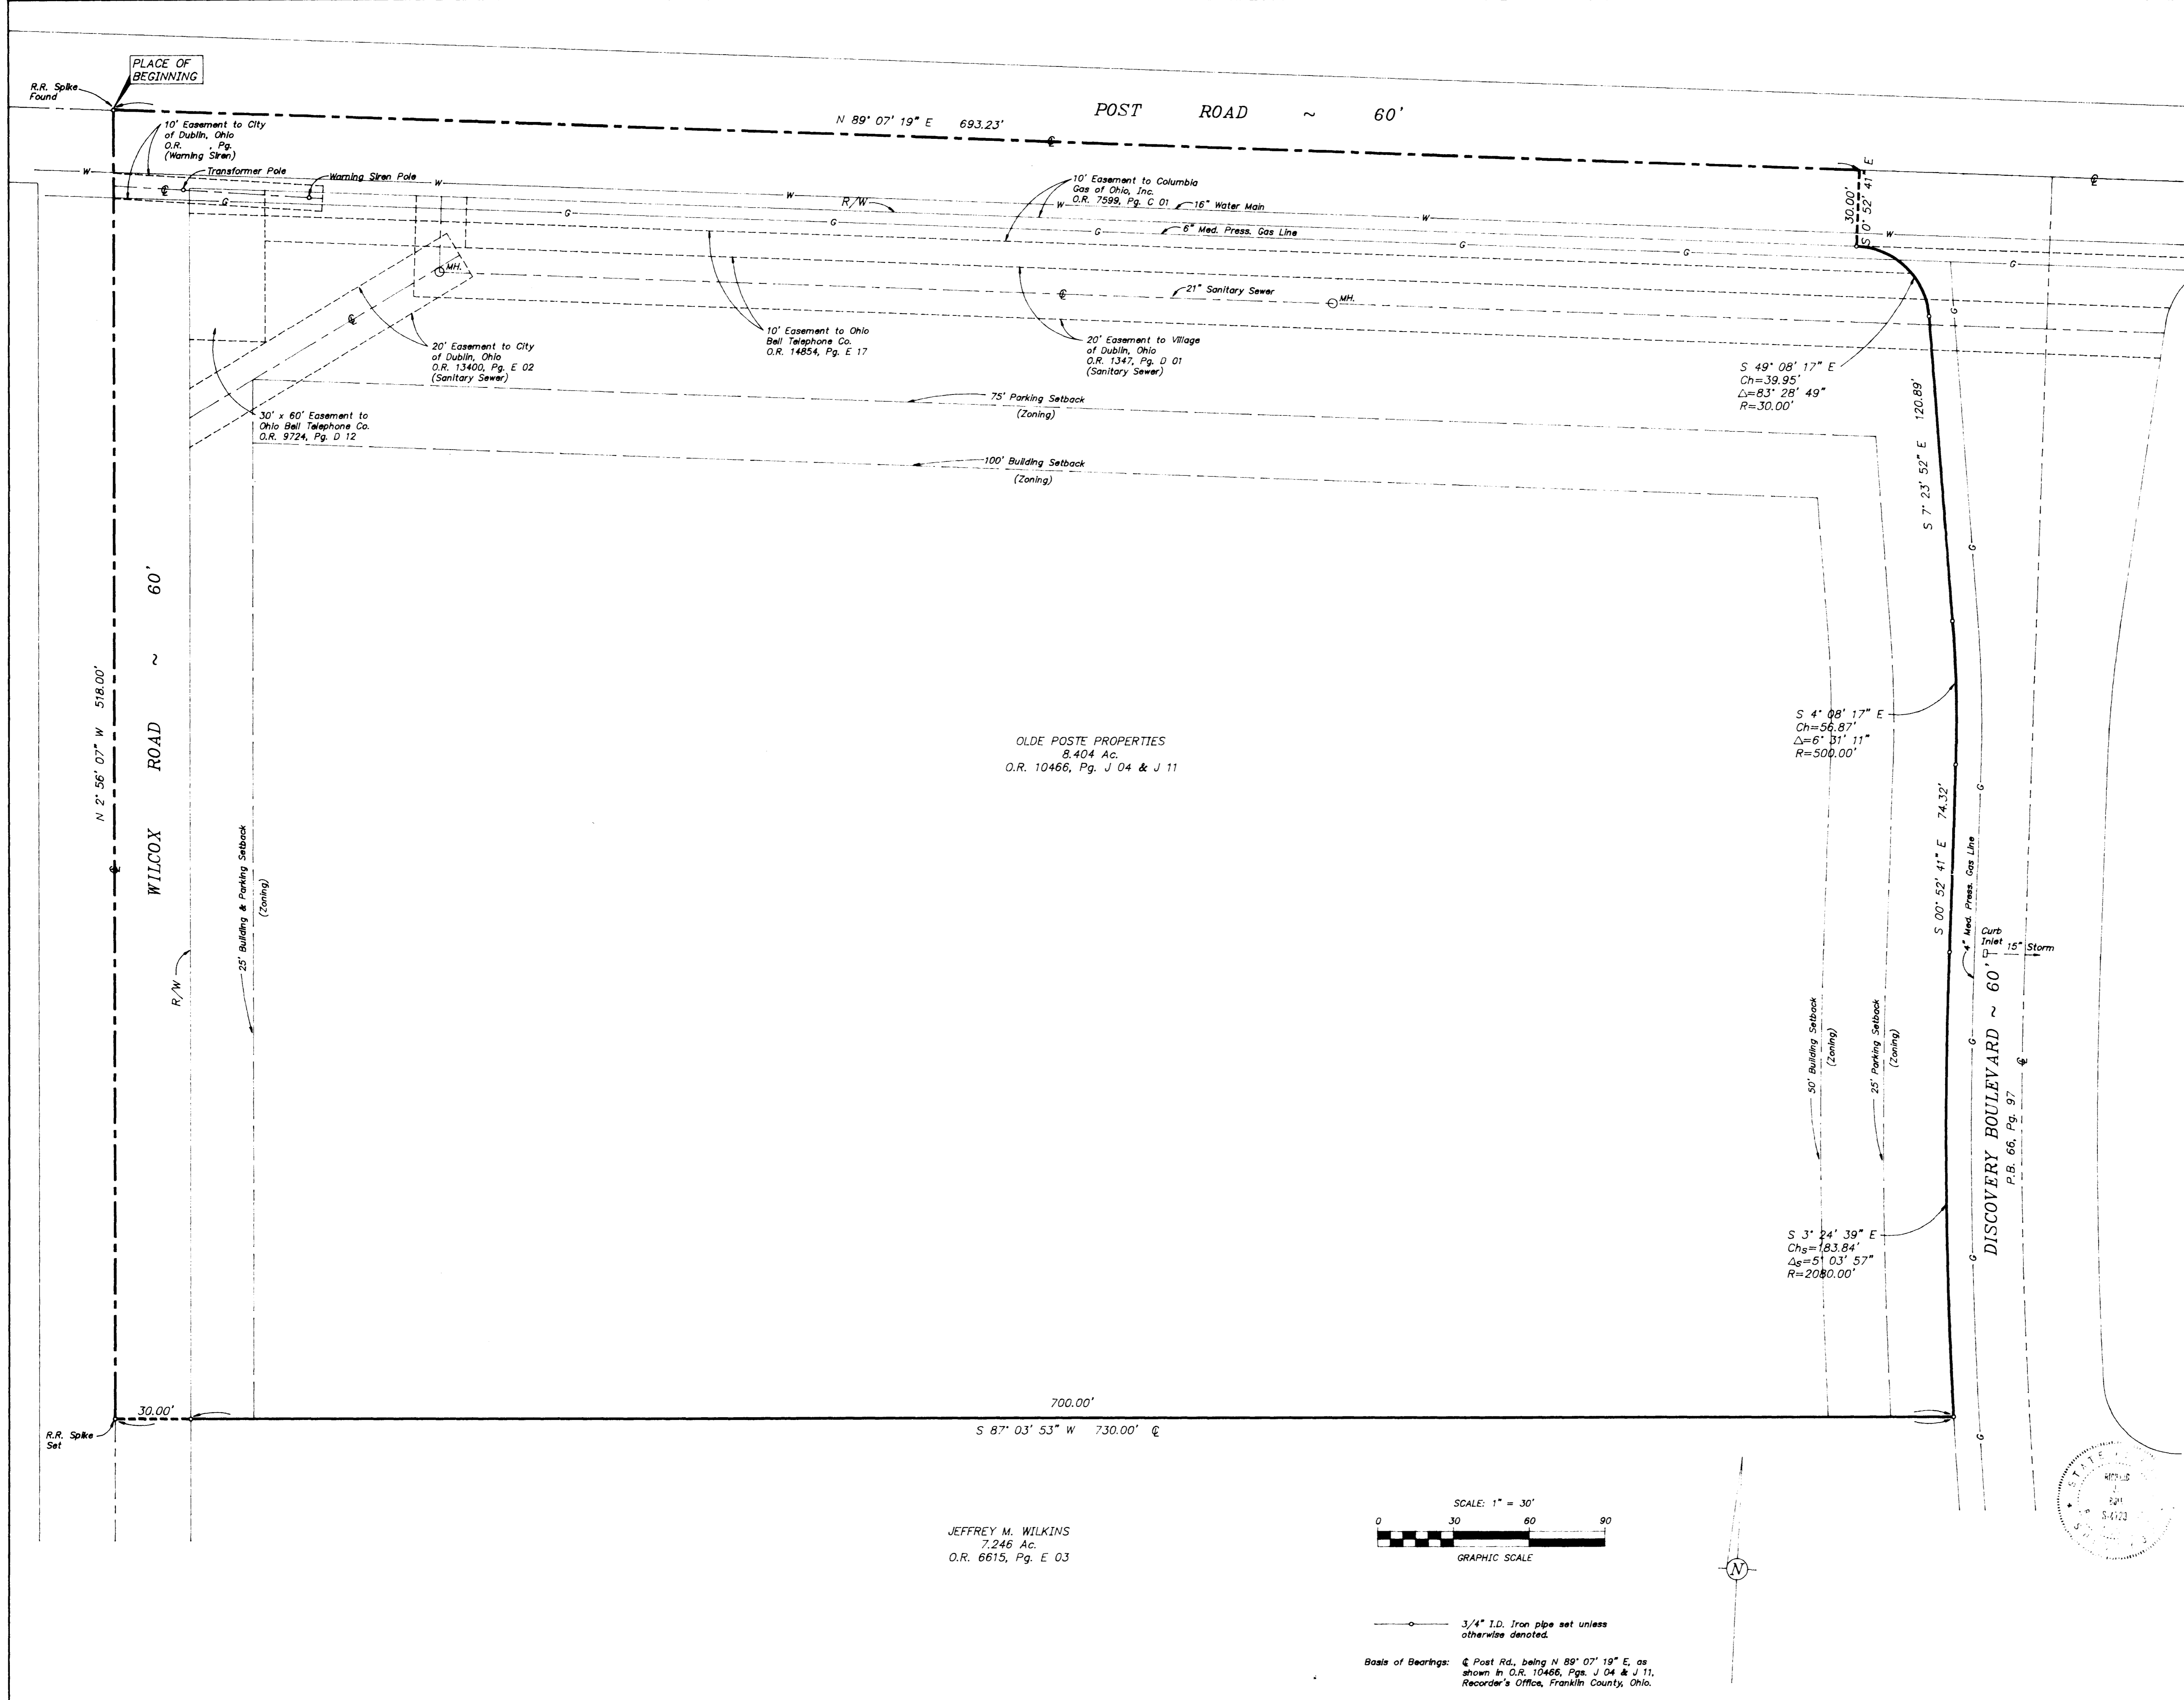 PLACE OF
BEGINNING
R.R. Spike
Found
10' Easement to City
of Dublin, Ohio
O.R. , Pg.
(Warning Siren)
Transformer Pole
Warning Siren Pole
N 89° 07' 19" E 693.23'
POST ROAD ~ 60'
℄
W
W
W
W
W
W
G
G
G
G
G
G
G
℄
R/W
10' Easement to Columbia
Gas of Ohio, Inc.
O.R. 7599, Pg. C 01
16" Water Main
6" Med. Press. Gas Line
30.00'
S 0° 52' 41" E
℄
MH.
℄
21" Sanitary Sewer
MH.
℄
20' Easement to City
of Dublin, Ohio
O.R. 13400, Pg. E 02
(Sanitary Sewer)
10' Easement to Ohio
Bell Telephone Co.
O.R. 14854, Pg. E 17
20' Easement to Village
of Dublin, Ohio
O.R. 1347, Pg. D 01
(Sanitary Sewer)
30' x 60' Easement to
Ohio Bell Telephone Co.
O.R. 9724, Pg. D 12
75' Parking Setback
(Zoning)
100' Building Setback
(Zoning)
S 49° 08' 17" E
Ch=39.95'
Δ=83° 28' 49"
R=30.00'
S 7° 23' 52" E 120.89'
N 2° 56' 07" W 518.00'
WILCOX ROAD ~ 60'
℄
R/W
25' Building & Parking Setback
(Zoning)
OLDE POSTE PROPERTIES
8.404 Ac.
O.R. 10466, Pg. J 04 & J 11
S 4° 08' 17" E
Ch=56.87'
Δ=6° 31' 11"
R=500.00'
S 00° 52' 41" E 74.32'
4" Med. Press. Gas Line
Curb
Inlet
15" Storm
G
G
G
G
G
G
50' Building Setback
(Zoning)
25' Parking Setback
(Zoning)
DISCOVERY BOULEVARD ~ 60'
P.B. 66, Pg. 97
℄
S 3° 24' 39" E
Chs=183.84'
Δs=5° 03' 57"
R=2080.00'
30.00'
700.00'
S 87° 03' 53" W 730.00' ℄
R.R. Spike
Set
JEFFREY M. WILKINS
7.246 Ac.
O.R. 6615, Pg. E 03
SCALE: 1" = 30'
0 30 60 90
GRAPHIC SCALE
N
3/4" I.D. Iron pipe set unless
otherwise denoted.
Basis of Bearings: ℄ Post Rd., being N 89° 07' 19" E, as
shown in O.R. 10466, Pgs. J 04 & J 11,
Recorder's Office, Franklin County, Ohio.
STATE